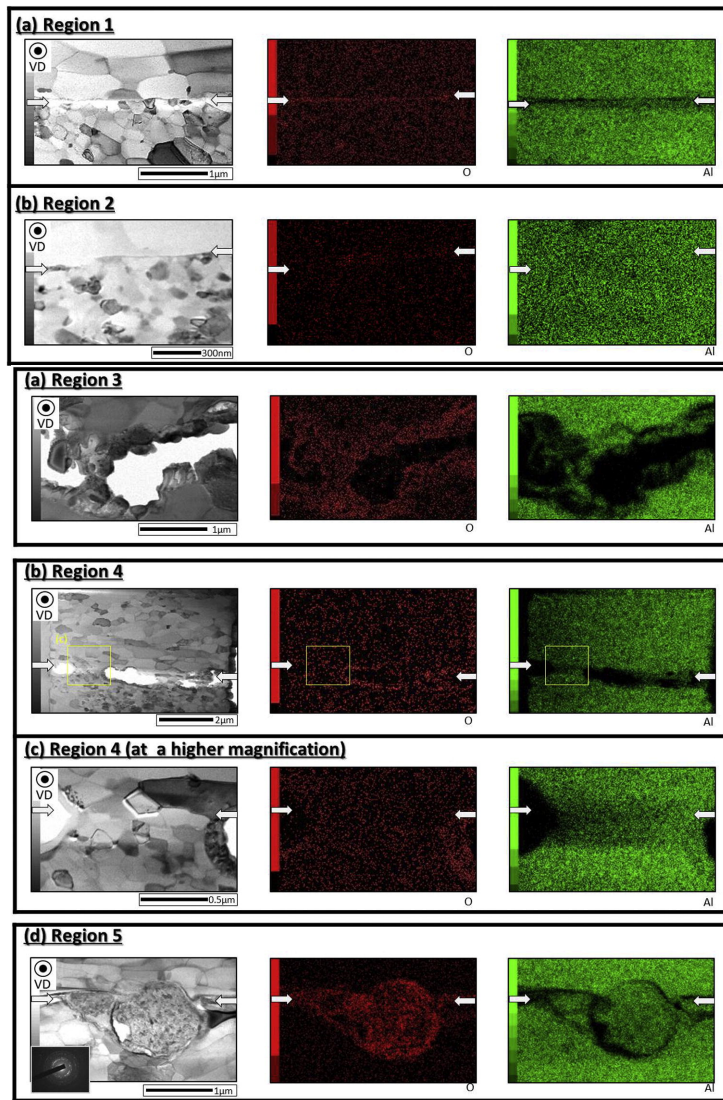 (a) Region 1
VD
1μm
O
Al
(b) Region 2
VD
300nm
O
Al
(a) Region 3
VD
1μm
O
Al
(b) Region 4
VD
(c)
2μm
O
Al
(c) Region 4 (at a higher magnification)
VD
0.5μm
O
Al
(d) Region 5
VD
1μm
O
Al